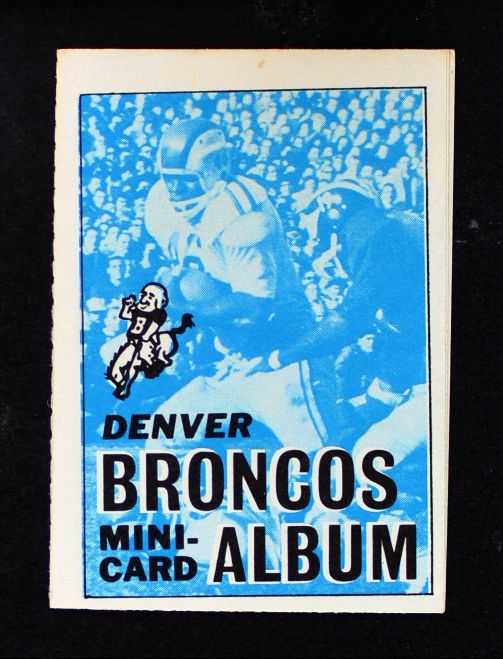 DENVER
BRONCOS
MINI-
CARD ALBUM